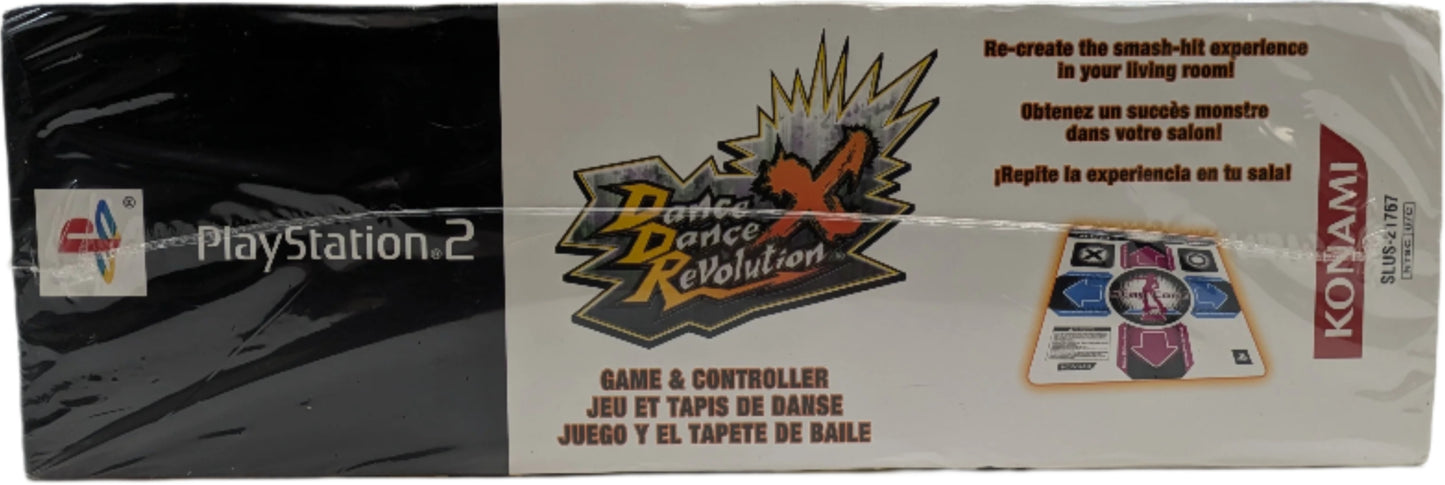 PlayStation®2
Dance
Dance
Revolution
X
GAME & CONTROLLER
JEU ET TAPIS DE DANSE
JUEGO Y EL TAPETE DE BAILE
Re-create the smash-hit experience
in your living room!
Obtenez un succès monstre
dans votre salon!
¡Repite la experiencia en tu sala!
KONAMI
SLUS-21767
NTSC U/C